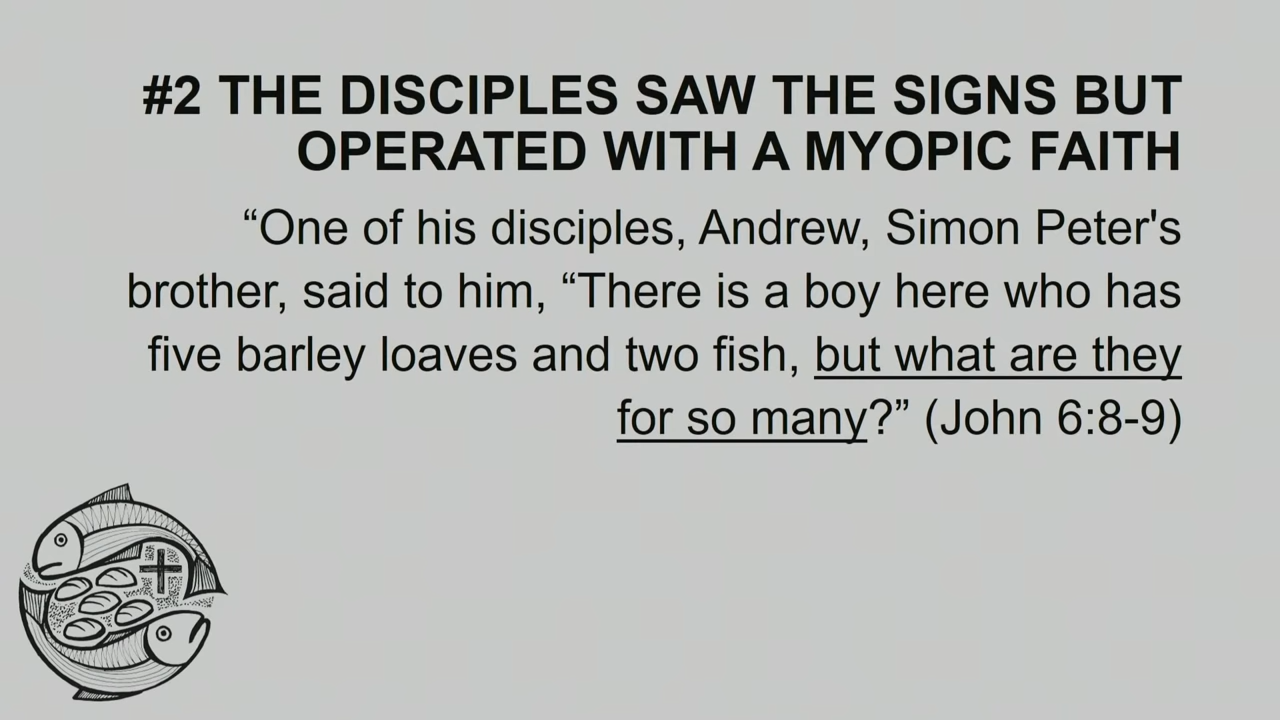 #2 THE DISCIPLES SAW THE SIGNS BUT
OPERATED WITH A MYOPIC FAITH
“One of his disciples, Andrew, Simon Peter's
brother, said to him, “There is a boy here who has
five barley loaves and two fish, but what are they
for so many?” (John 6:8-9)